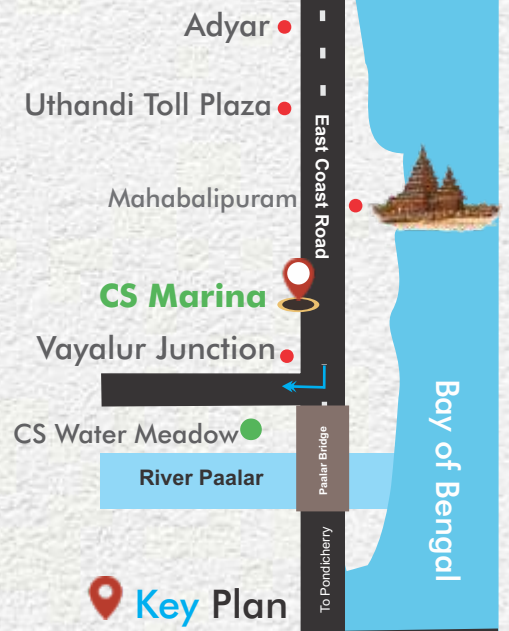 Adyar
Uthandi Toll Plaza
East Coast Road
Mahabalipuram
CS Marina
Vayalur Junction
Bay of Bengal
CS Water Meadow
Paalar Bridge
River Paalar
To Pondicherry
Key Plan